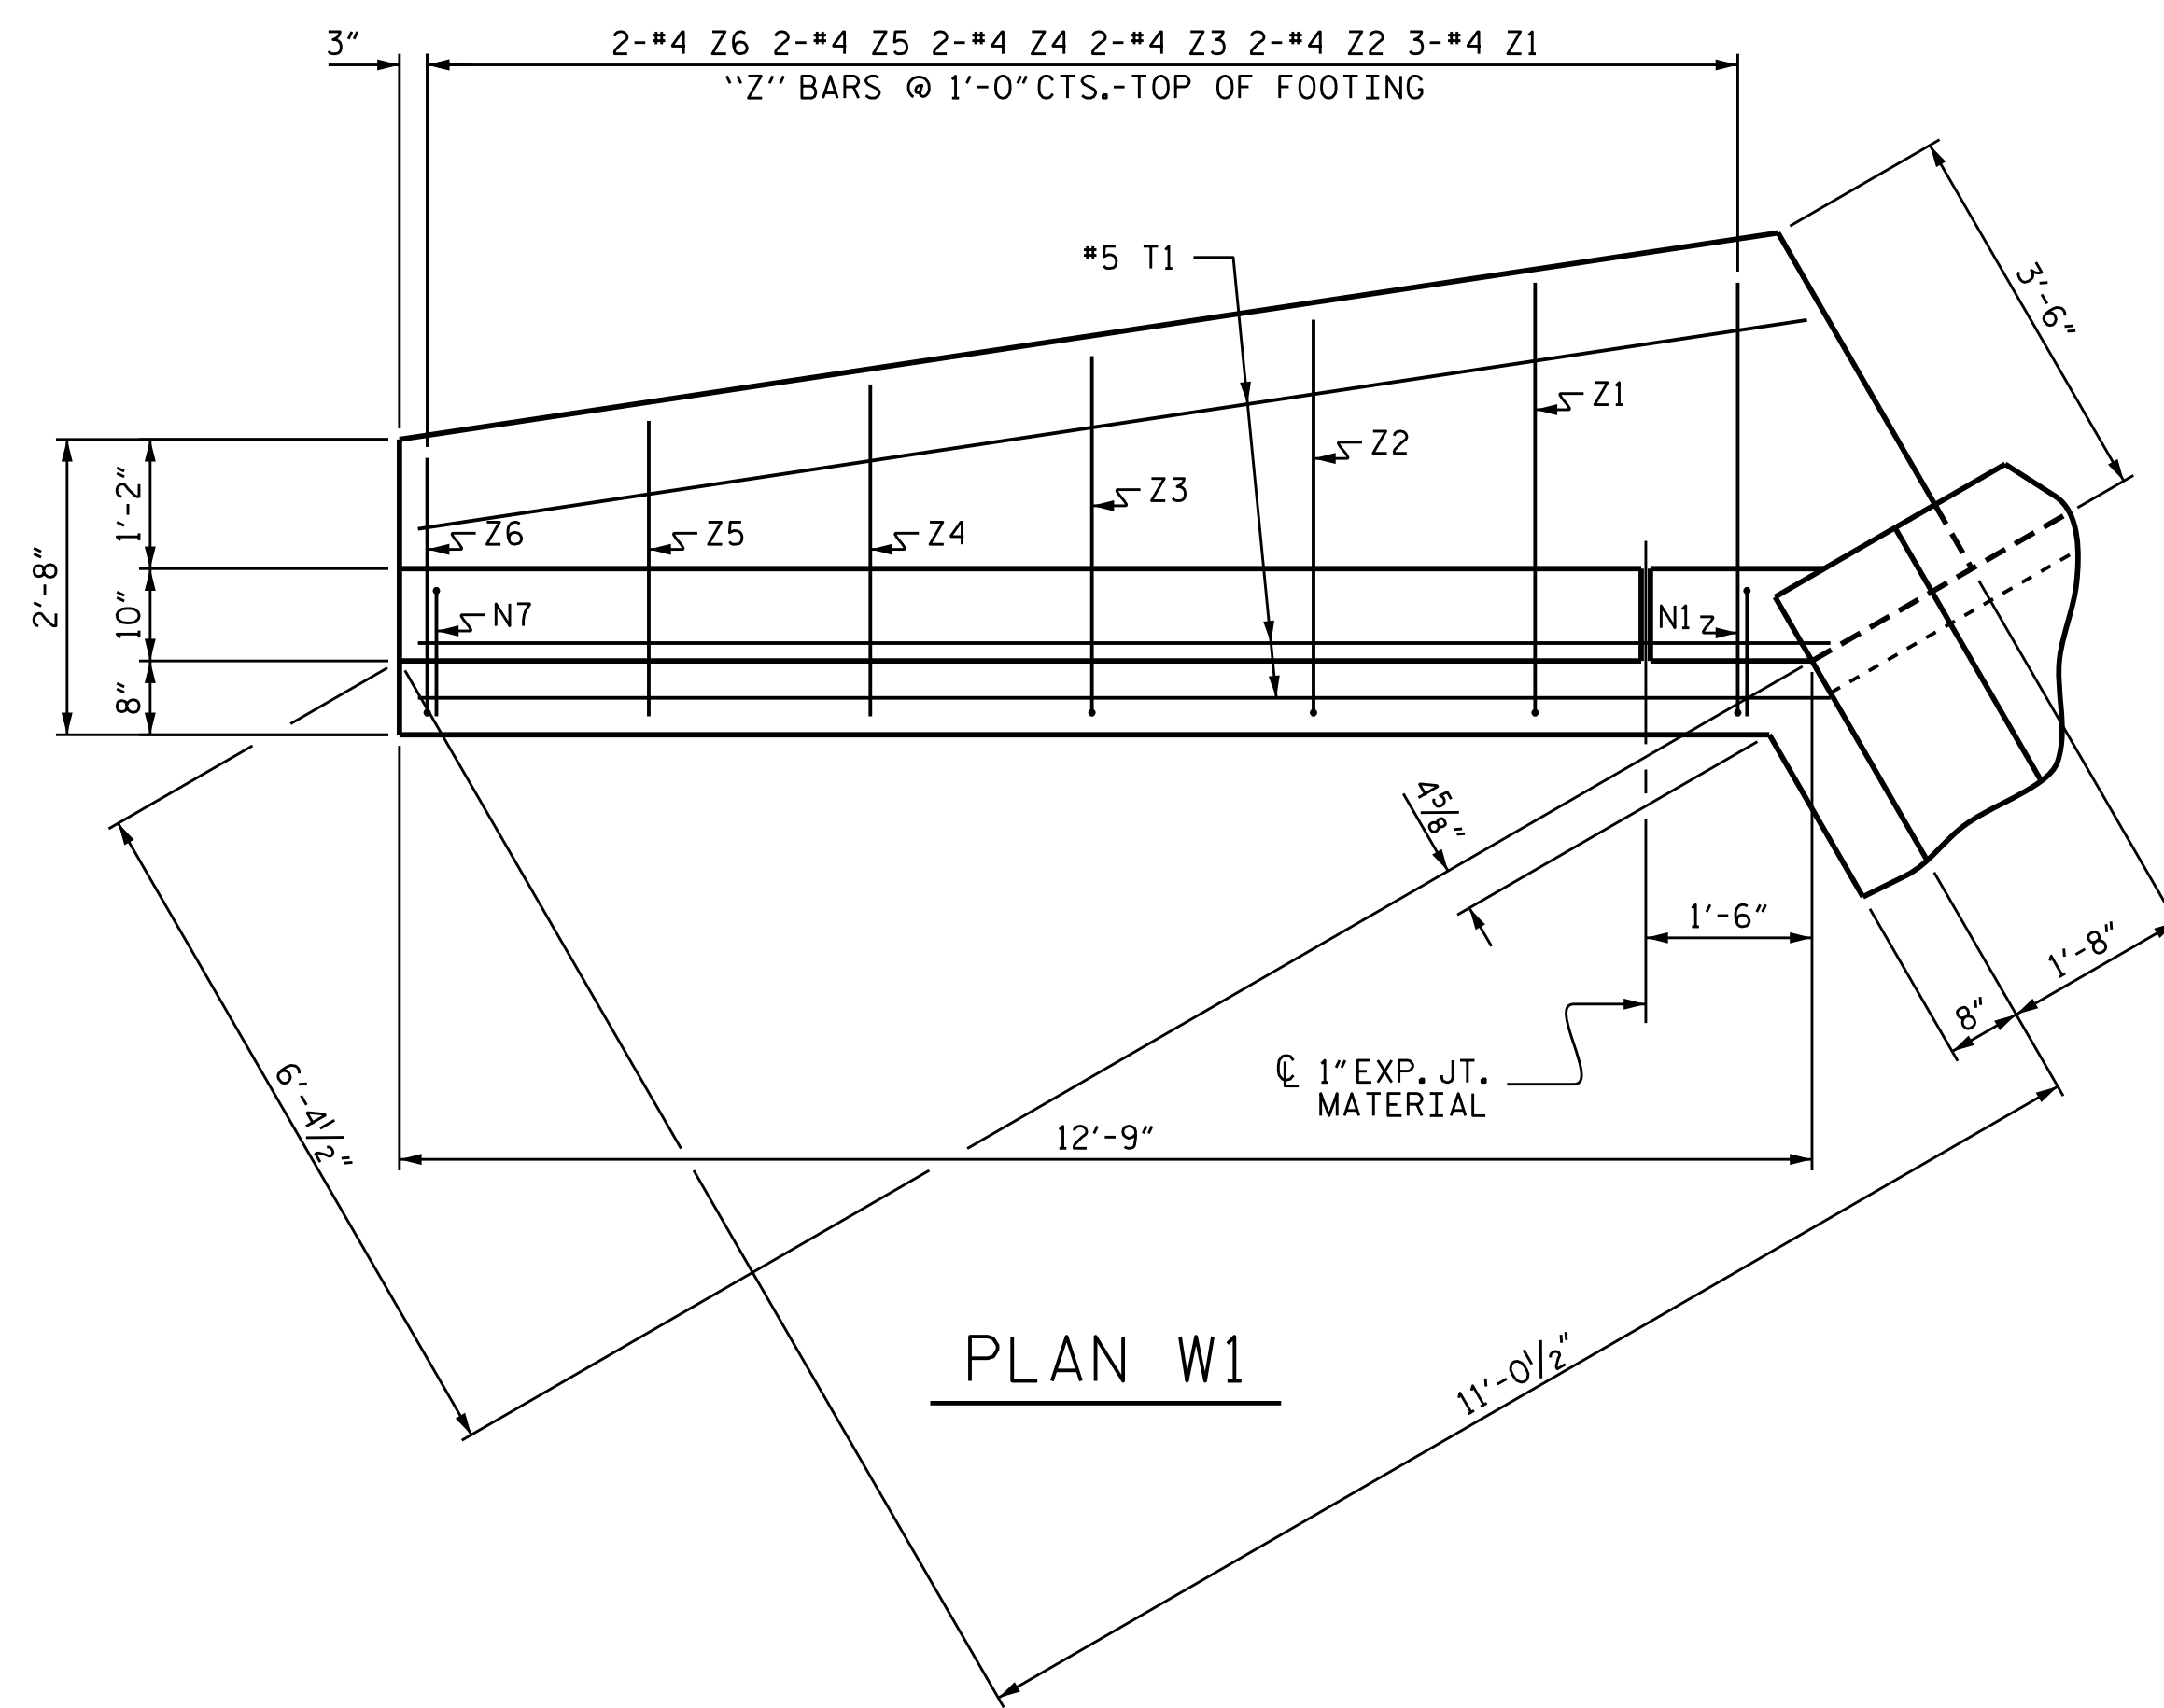 3"
2-#4 Z6 2-#4 Z5 2-#4 Z4 2-#4 Z3 2-#4 Z2 3-#4 Z1
"Z" BARS @ 1'-0" CTS.-TOP OF FOOTING
#5 T1
3'-6"
Z1
Z2
Z3
Z6
Z5
Z4
1'-2"
2'-8"
10"
N7
N1
8"
4 5/8"
1'-6"
1'-8"
8"
℄ 1" EXP. JT.
MATERIAL
6'-4 1/2"
12'-9"
PLAN W1
11'-0 1/2"